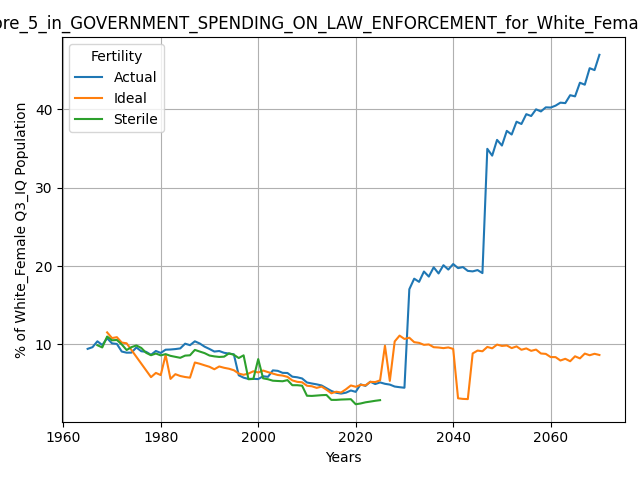 ore_5_in_GOVERNMENT_SPENDING_ON_LAW_ENFORCEMENT_for_White_Fema
Fertility
Actual
Ideal
Sterile
% of White_Female Q3_IQ Population
40
30
20
10
1960 1980 2000 2020 2040 2060
Years